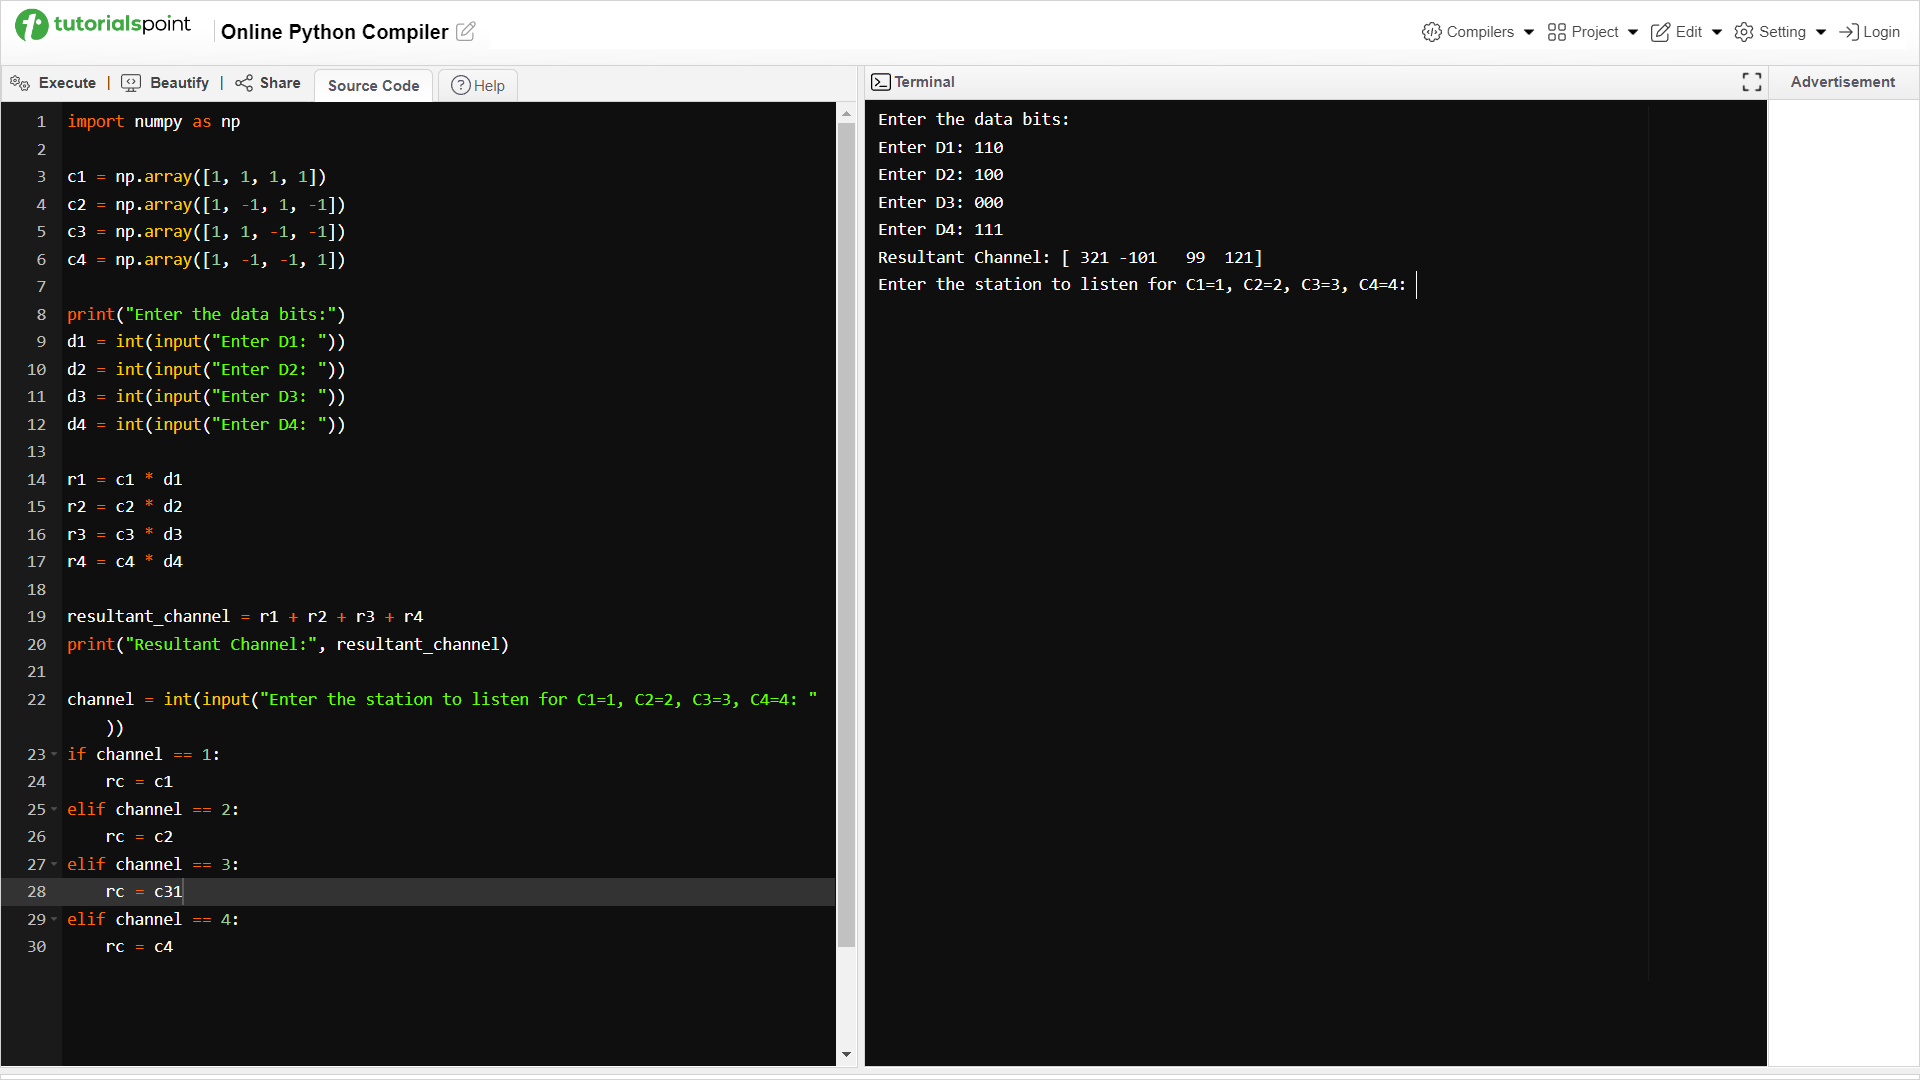 tutorialspoint
Online Python Compiler
Compilers Project Edit Setting Login
Execute | Beautify | Share Source Code Help
1 import numpy as np
2
3 c1 = np.array([1, 1, 1, 1])
4 c2 = np.array([1, -1, 1, -1])
5 c3 = np.array([1, 1, -1, -1])
6 c4 = np.array([1, -1, -1, 1])
7
8 print("Enter the data bits:")
9 d1 = int(input("Enter D1: "))
10 d2 = int(input("Enter D2: "))
11 d3 = int(input("Enter D3: "))
12 d4 = int(input("Enter D4: "))
13
14 r1 = c1 * d1
15 r2 = c2 * d2
16 r3 = c3 * d3
17 r4 = c4 * d4
18
19 resultant_channel = r1 + r2 + r3 + r4
20 print("Resultant Channel:", resultant_channel)
21
22 channel = int(input("Enter the station to listen for C1=1, C2=2, C3=3, C4=4: "
))
23 if channel == 1:
24     rc = c1
25 elif channel == 2:
26     rc = c2
27 elif channel == 3:
28     rc = c31
29 elif channel == 4:
30     rc = c4
Terminal
Enter the data bits:
Enter D1: 110
Enter D2: 100
Enter D3: 000
Enter D4: 111
Resultant Channel: [ 321 -101   99  121]
Enter the station to listen for C1=1, C2=2, C3=3, C4=4:
Advertisement